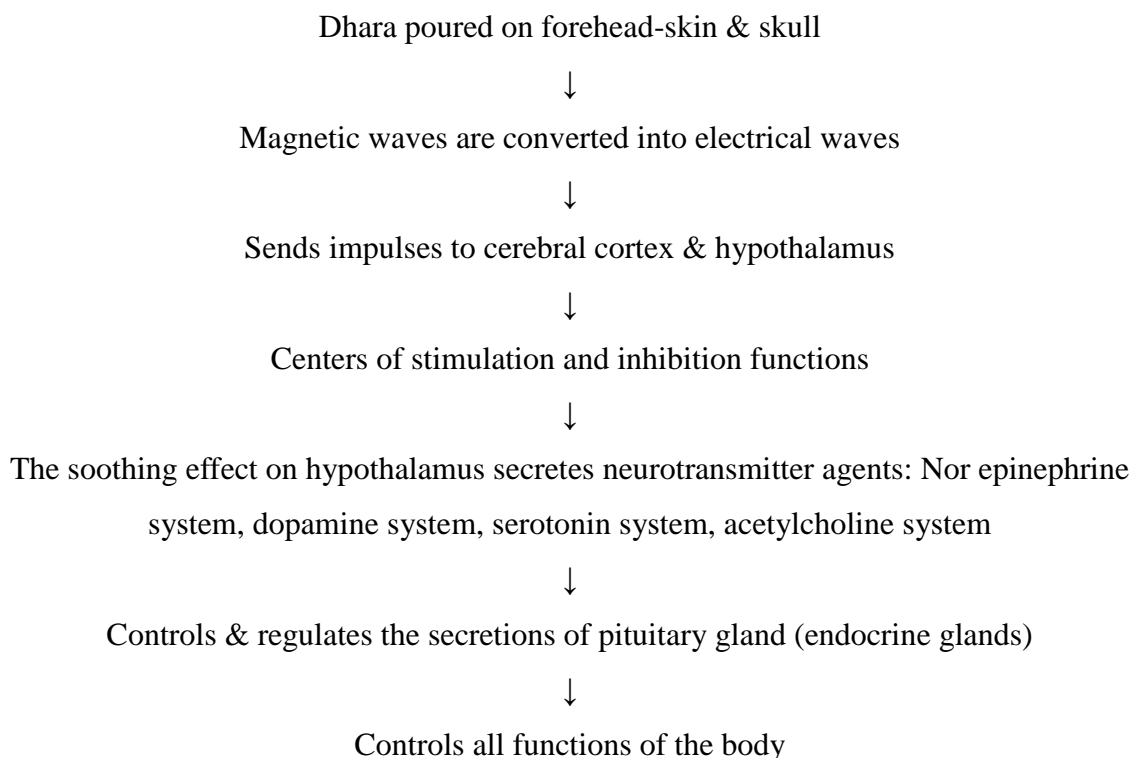 Dhara poured on forehead-skin & skull
↓
Magnetic waves are converted into electrical waves
↓
Sends impulses to cerebral cortex & hypothalamus
↓
Centers of stimulation and inhibition functions
↓
The soothing effect on hypothalamus secretes neurotransmitter agents: Nor epinephrine
system, dopamine system, serotonin system, acetylcholine system
↓
Controls & regulates the secretions of pituitary gland (endocrine glands)
↓
Controls all functions of the body